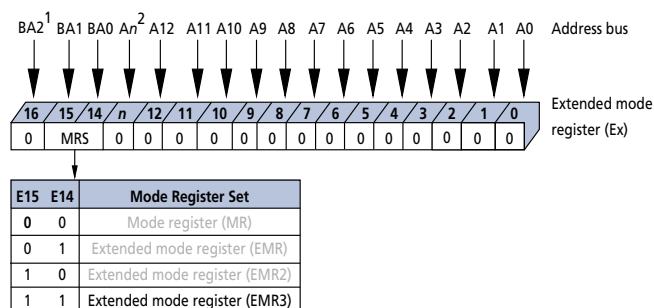 BA2¹ BA1 BA0 An² A12 A11 A10 A9 A8 A7 A6 A5 A4 A3 A2 A1 A0 Address bus
16 15 14 n 12 11 10 9 8 7 6 5 4 3 2 1 0 Extended mode
register (Ex)
0 MRS 0 0 0 0 0 0 0 0 0 0 0 0 0 0 0
E15 E14 Mode Register Set
0 0 Mode register (MR)
0 1 Extended mode register (EMR)
1 0 Extended mode register (EMR2)
1 1 Extended mode register (EMR3)